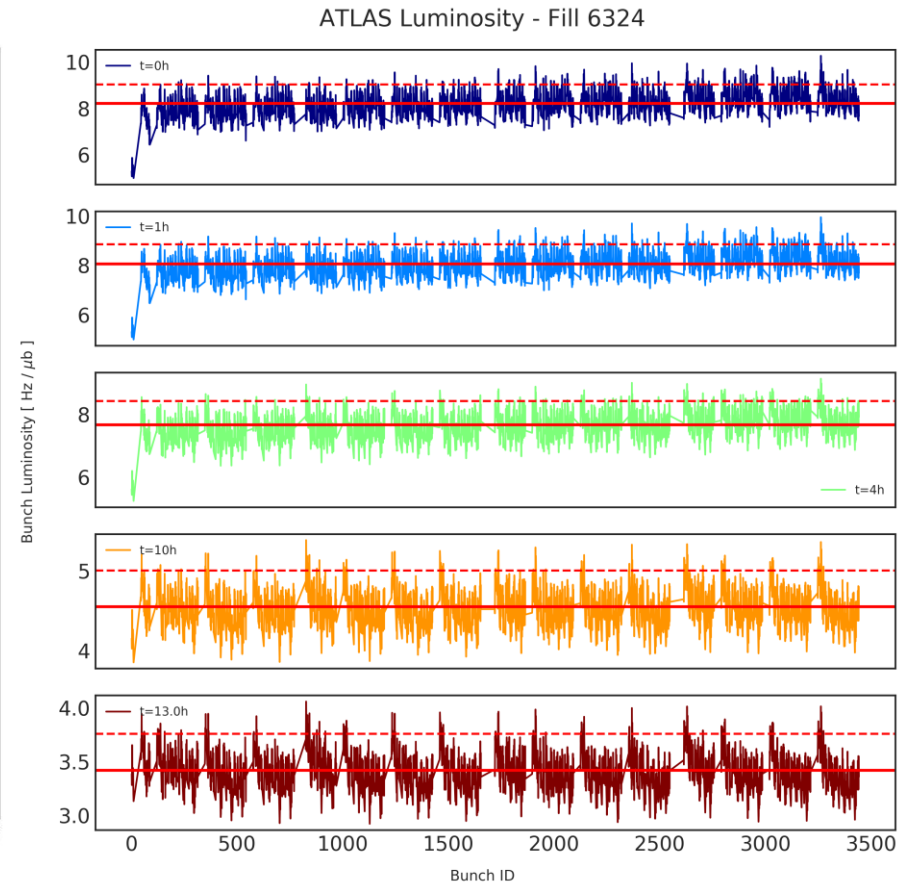 ATLAS Luminosity - Fill 6324
10
8
6
t=0h
10
8
6
t=1h
8
6
t=4h
5
4
t=10h
4.0
3.5
3.0
t=13.0h
0 500 1000 1500 2000 2500 3000 3500
Bunch ID
Bunch Luminosity [ Hz / μb ]